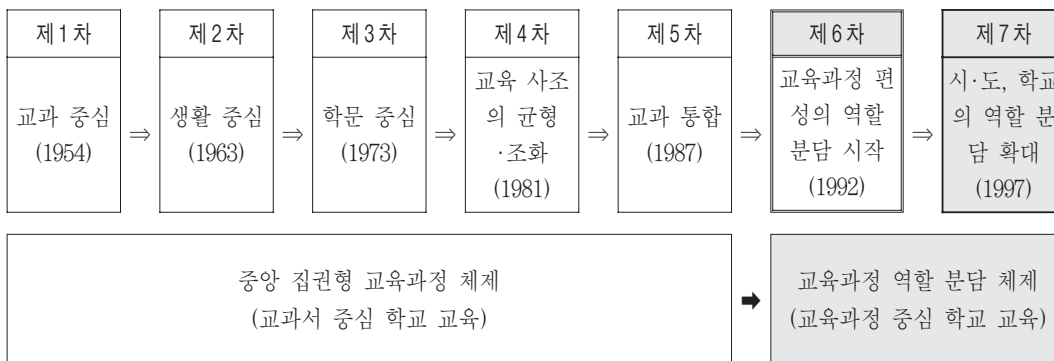 제1차
교과 중심
(1954)
⇒
제2차
생활 중심
(1963)
⇒
제3차
학문 중심
(1973)
⇒
제4차
교육 사조
의 균형
·조화
(1981)
⇒
제5차
교과 통합
(1987)
⇒
제6차
교육과정 편
성의 역할
분담 시작
(1992)
⇒
제7차
시·도, 학교
의 역할 분
담 확대
(1997)
중앙 집권형 교육과정 체제
(교과서 중심 학교 교육)
➡
교육과정 역할 분담 체제
(교육과정 중심 학교 교육)